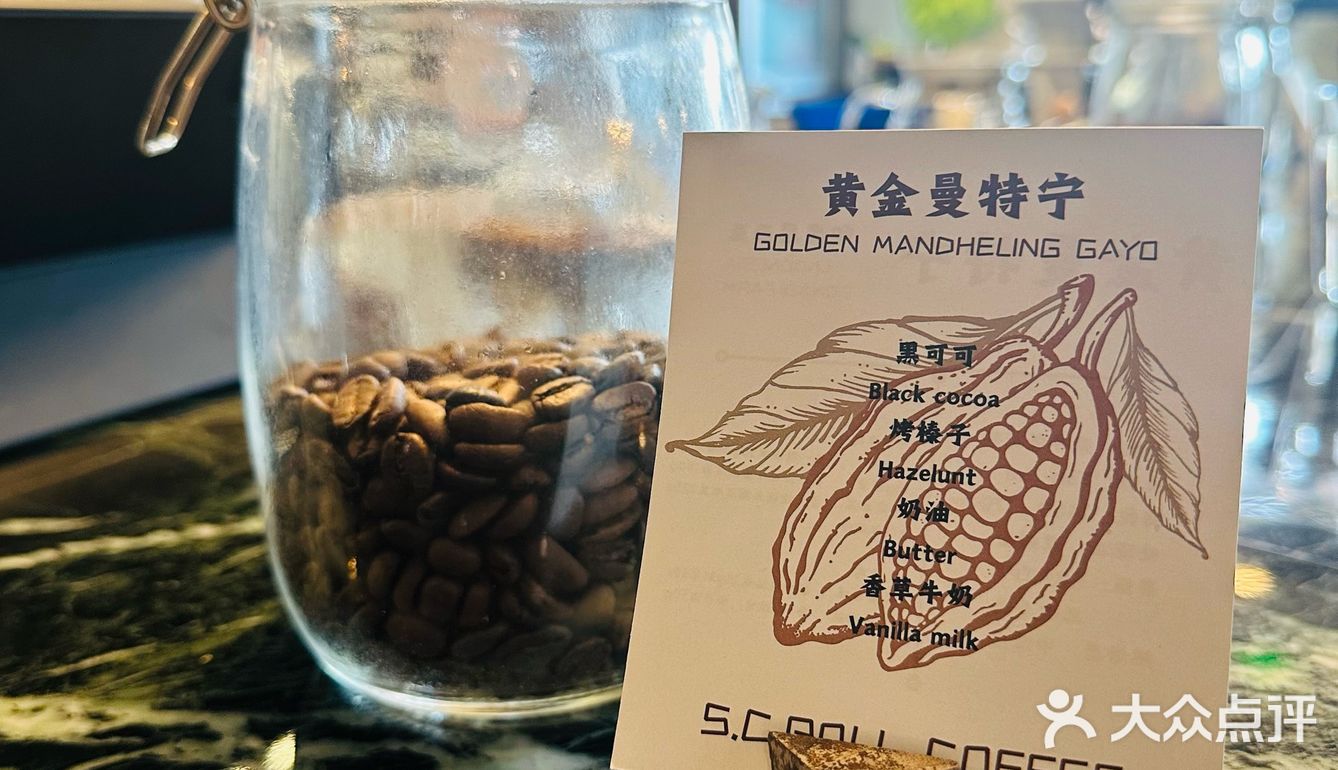 黄金曼特宁
GOLDEN MANDHELING GAYO
黑可可
Black cocoa
烤榛子
Hazelunt
奶油
Butter
香草牛奶
Vanilla milk
S.C.
大众点评